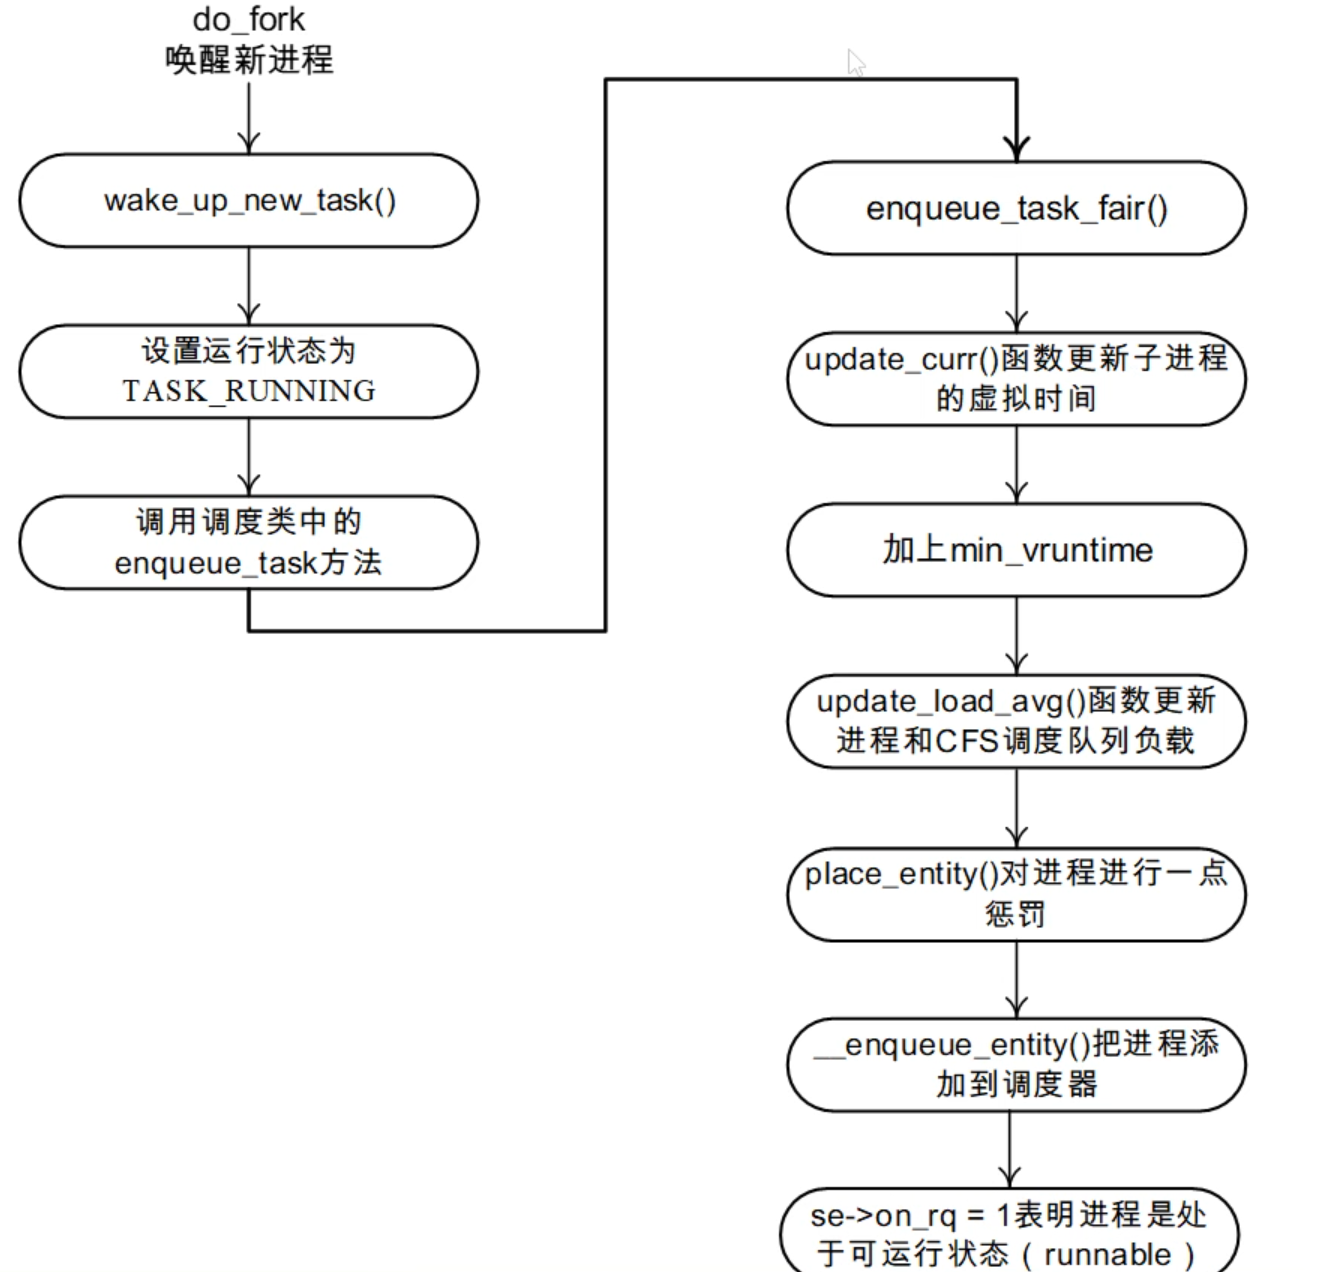 do_fork
唤醒新进程
wake_up_new_task()
设置运行状态为
TASK_RUNNING
调用调度类中的
enqueue_task方法
enqueue_task_fair()
update_curr()函数更新子进程
的虚拟时间
加上min_vruntime
update_load_avg()函数更新
进程和CFS调度队列负载
place_entity()对进程进行一点
惩罚
__enqueue_entity()把进程添
加到调度器
se->on_rq = 1表明进程是处
于可运行状态（runnable）